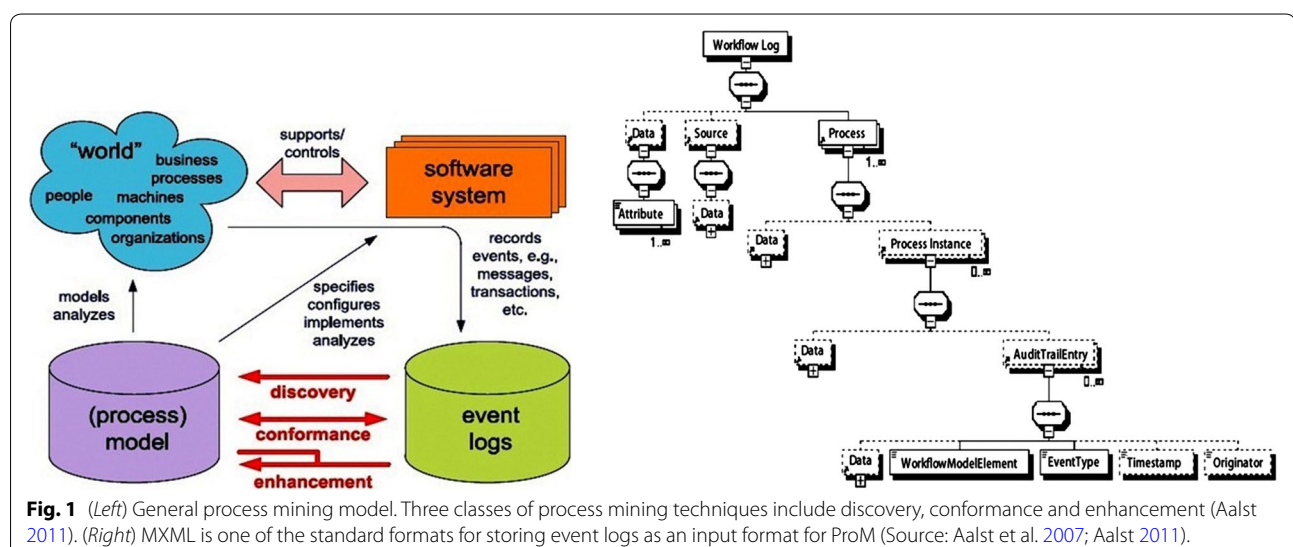 "world"
business
processes
people
machines
components
organizations
supports/
controls
software
system
records
events, e.g.,
messages,
transactions,
etc.
models
analyzes
specifies
configures
implements
analyzes
(process)
model
discovery
conformance
enhancement
event
logs
Workflow Log
Data
Source
Process
1..∞
Attribute
1..∞
Data
Data
Process Instance
0..∞
Data
AuditTrailEntry
0..∞
Data
WorkflowModelElement
EventType
Timestamp
Originator
Fig. 1 (Left) General process mining model. Three classes of process mining techniques include discovery, conformance and enhancement (Aalst
2011). (Right) MXML is one of the standard formats for storing event logs as an input format for ProM (Source: Aalst et al. 2007; Aalst 2011).